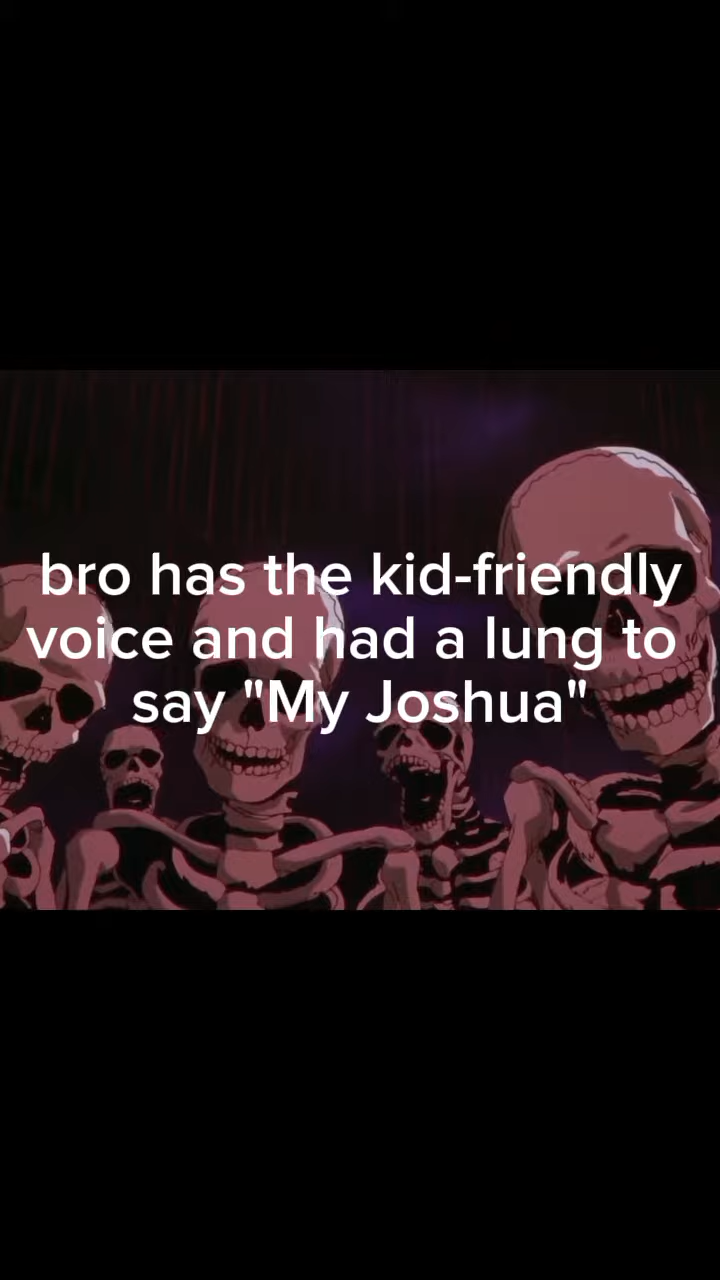 bro has the kid-friendly
voice and had a lung to
say "My Joshua"